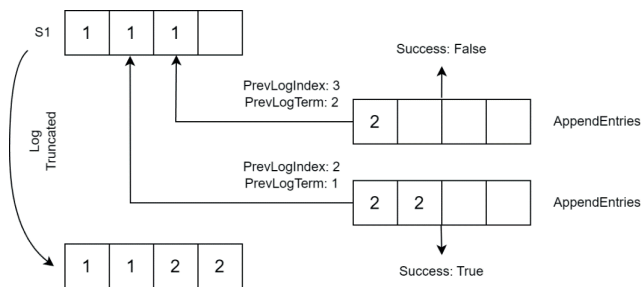 S1
1 1 1
Success: False
PrevLogIndex: 3
PrevLogTerm: 2
2
AppendEntries
Log
Truncated
PrevLogIndex: 2
PrevLogTerm: 1
2 2
AppendEntries
Success: True
1 1 2 2